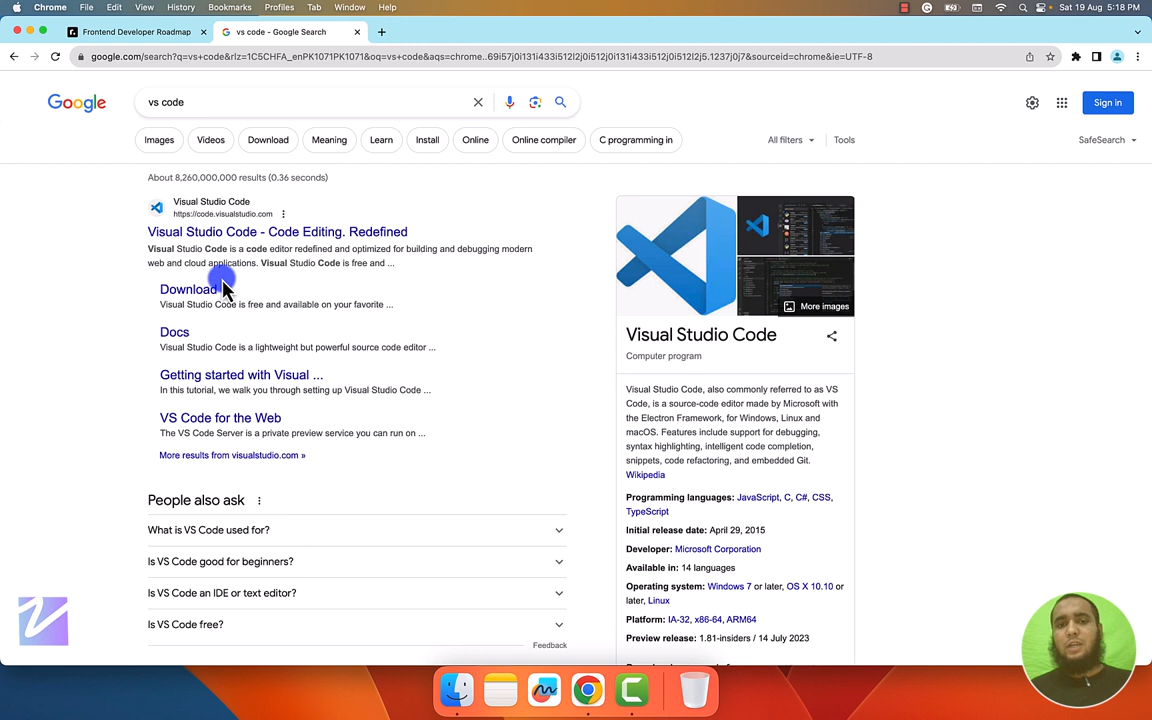 Chrome File Edit View History Bookmarks Profiles Tab Window Help
Sat 19 Aug 5:18 PM
Frontend Developer Roadmap
vs code - Google Search
google.com/search?q=vs+code&rlz=1C5CHFA_enPK1071PK1071&oq=vs+code&aqs=chrome..69i57j0i131i433i512l2j0i512j0i131i433i512j0i512l2j5.1237j0j7&sourceid=chrome&ie=UTF-8
Google
vs code
Sign in
Images
Videos
Download
Meaning
Learn
Install
Online
Online compiler
C programming in
All filters
Tools
SafeSearch
About 8,260,000,000 results (0.36 seconds)
Visual Studio Code
https://code.visualstudio.com
Visual Studio Code - Code Editing. Redefined
Visual Studio Code is a code editor redefined and optimized for building and debugging modern
web and cloud applications. Visual Studio Code is free and ...
Download
Visual Studio Code is free and available on your favorite ...
Docs
Visual Studio Code is a lightweight but powerful source code editor ...
Getting started with Visual ...
In this tutorial, we walk you through setting up Visual Studio Code ...
VS Code for the Web
The VS Code Server is a private preview service you can run on ...
More results from visualstudio.com »
People also ask
What is VS Code used for?
Is VS Code good for beginners?
Is VS Code an IDE or text editor?
Is VS Code free?
Feedback
More images
Visual Studio Code
Computer program
Visual Studio Code, also commonly referred to as VS
Code, is a source-code editor made by Microsoft with
the Electron Framework, for Windows, Linux and
macOS. Features include support for debugging,
syntax highlighting, intelligent code completion,
snippets, code refactoring, and embedded Git.
Wikipedia
Programming languages: JavaScript, C, C#, CSS,
TypeScript
Initial release date: April 29, 2015
Developer: Microsoft Corporation
Available in: 14 languages
Operating system: Windows 7 or later, OS X 10.10 or
later, Linux
Platform: IA-32, x86-64, ARM64
Preview release: 1.81-insiders / 14 July 2023